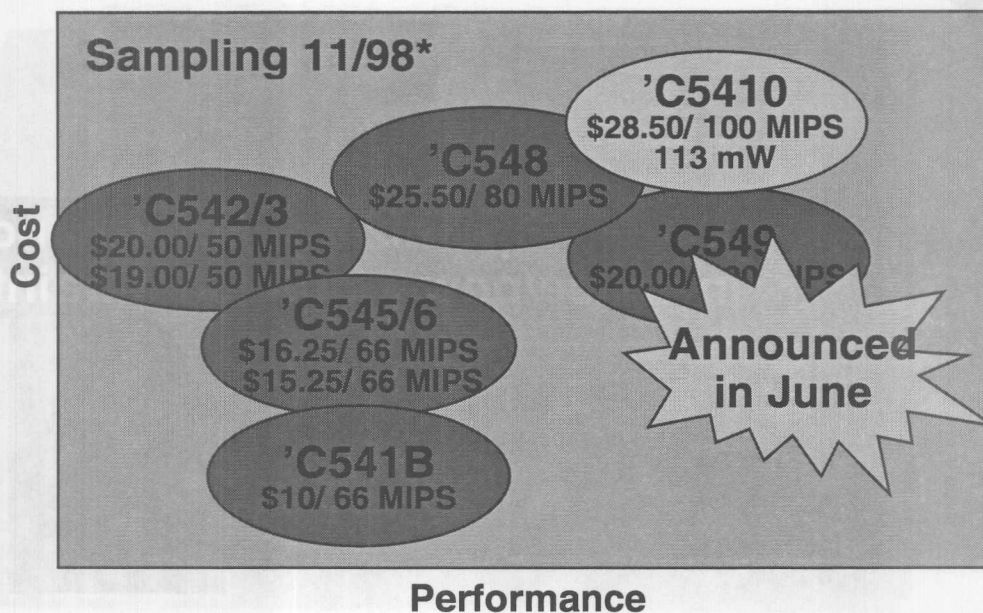 Sampling 11/98*
'C5410
$28.50/ 100 MIPS
113 mW
'C548
$25.50/ 80 MIPS
'C542/3
$20.00/ 50 MIPS
$19.00/ 50 MIPS
'C549
$20.00/ MIPS
'C545/6
$16.25/ 66 MIPS
$15.25/ 66 MIPS
Announced
in June
'C541B
$10/ 66 MIPS
Cost
Performance